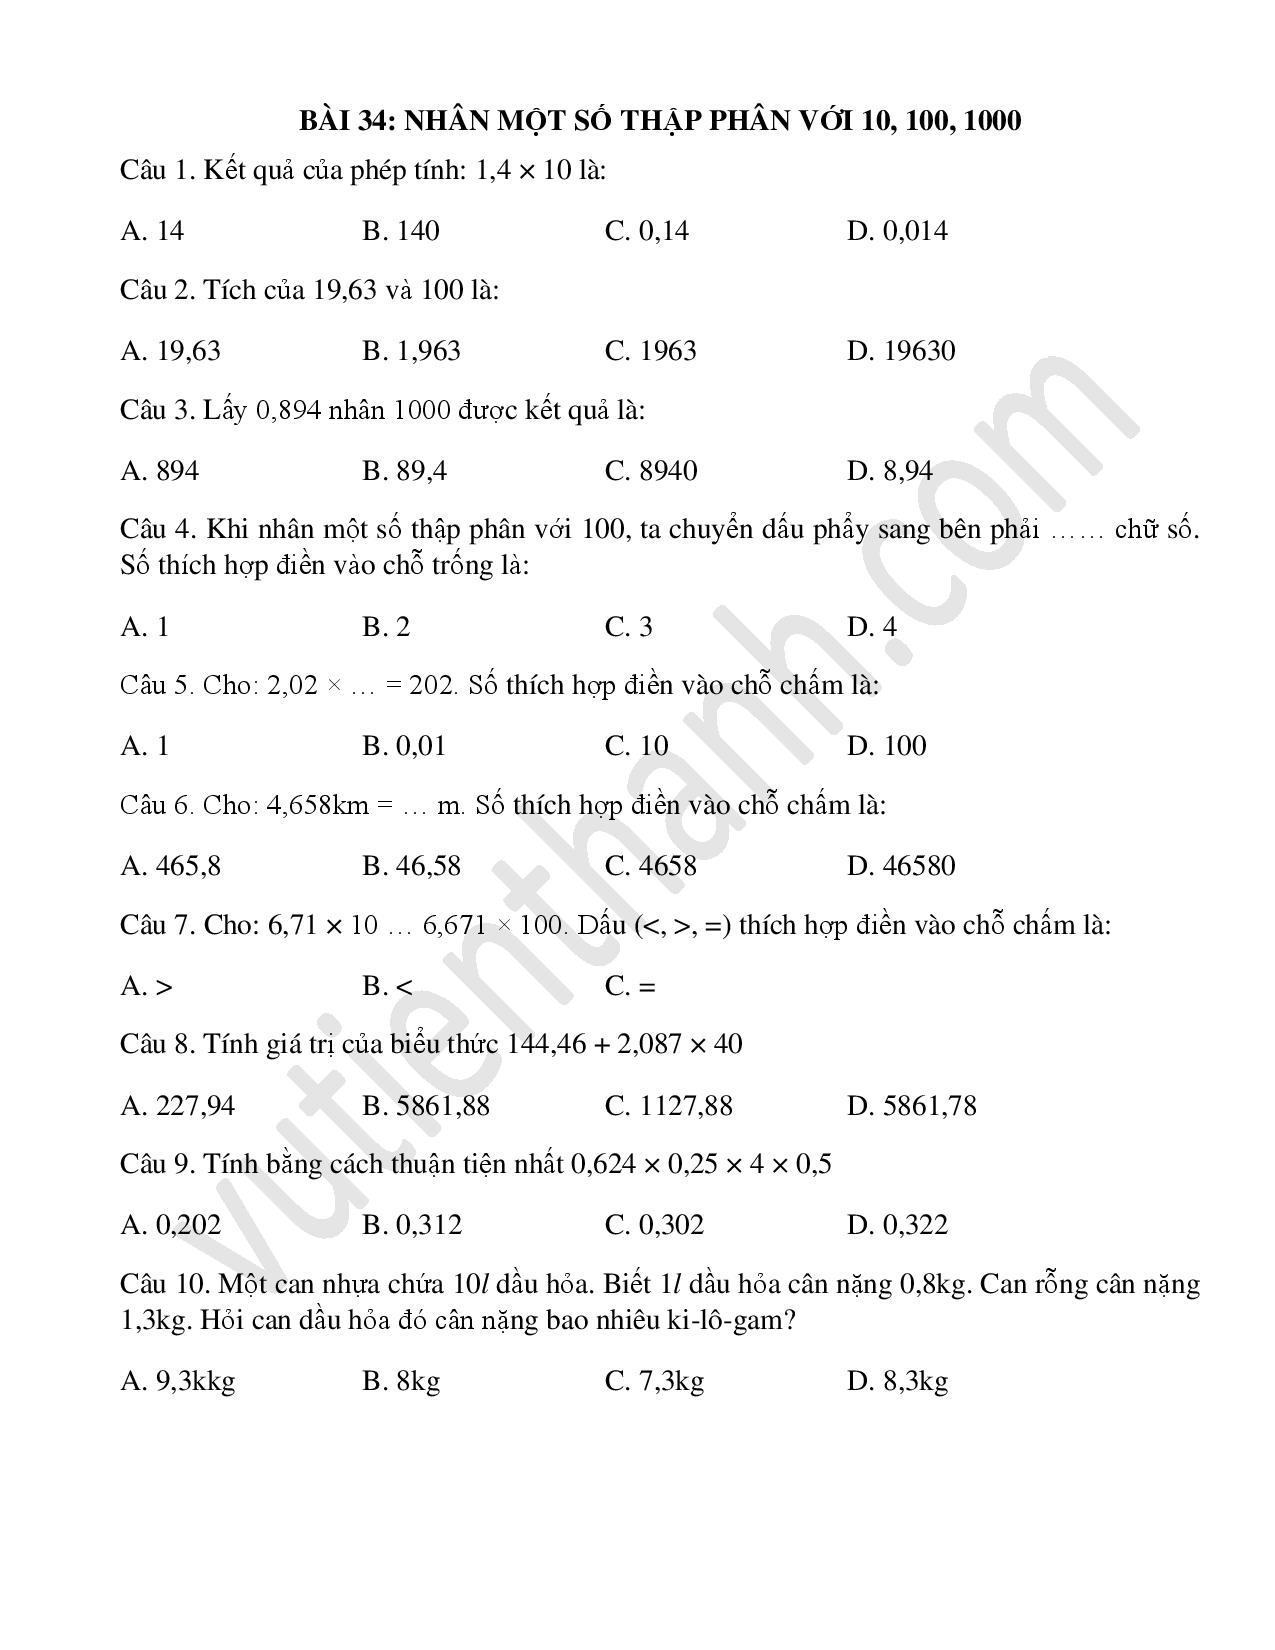 BÀI 34: NHÂN MỘT SỐ THẬP PHÂN VỚI 10, 100, 1000
Câu 1. Kết quả của phép tính: 1,4 × 10 là:
A. 14 B. 140 C. 0,14 D. 0,014
Câu 2. Tích của 19,63 và 100 là:
A. 19,63 B. 1,963 C. 1963 D. 19630
Câu 3. Lấy 0,894 nhân 1000 được kết quả là:
A. 894 B. 89,4 C. 8940 D. 8,94
Câu 4. Khi nhân một số thập phân với 100, ta chuyển dấu phẩy sang bên phải …… chữ số.
Số thích hợp điền vào chỗ trống là:
A. 1 B. 2 C. 3 D. 4
Câu 5. Cho: 2,02 × … = 202. Số thích hợp điền vào chỗ chấm là:
A. 1 B. 0,01 C. 10 D. 100
Câu 6. Cho: 4,658km = … m. Số thích hợp điền vào chỗ chấm là:
A. 465,8 B. 46,58 C. 4658 D. 46580
Câu 7. Cho: 6,71 × 10 … 6,671 × 100. Dấu (<, >, =) thích hợp điền vào chỗ chấm là:
A. > B. < C. =
Câu 8. Tính giá trị của biểu thức 144,46 + 2,087 × 40
A. 227,94 B. 5861,88 C. 1127,88 D. 5861,78
Câu 9. Tính bằng cách thuận tiện nhất 0,624 × 0,25 × 4 × 0,5
A. 0,202 B. 0,312 C. 0,302 D. 0,322
Câu 10. Một can nhựa chứa 10l dầu hỏa. Biết 1l dầu hỏa cân nặng 0,8kg. Can rỗng cân nặng
1,3kg. Hỏi can dầu hỏa đó cân nặng bao nhiêu ki-lô-gam?
A. 9,3kkg B. 8kg C. 7,3kg D. 8,3kg
vutienthanh.com